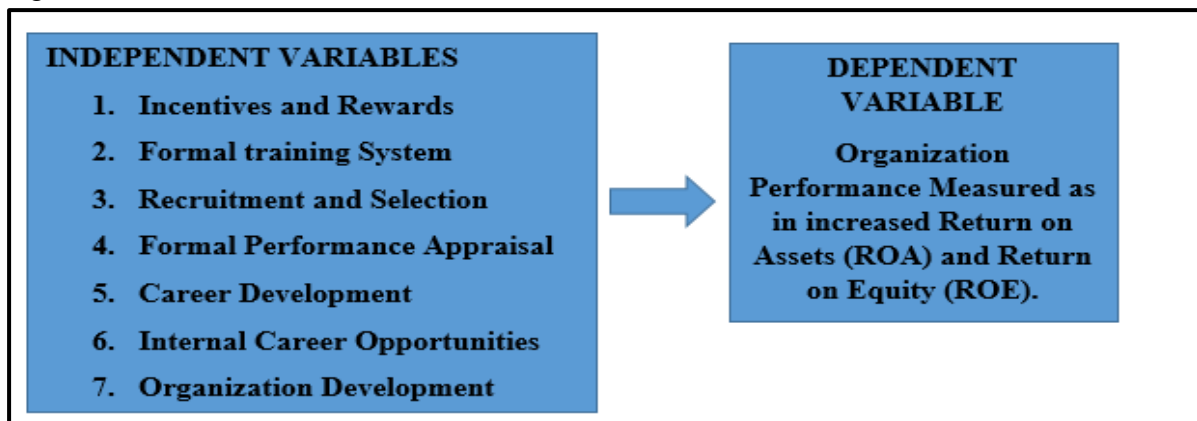 INDEPENDENT VARIABLES
1. Incentives and Rewards
2. Formal training System
3. Recruitment and Selection
4. Formal Performance Appraisal
5. Career Development
6. Internal Career Opportunities
7. Organization Development
DEPENDENT
VARIABLE
Organization
Performance Measured as
in increased Return on
Assets (ROA) and Return
on Equity (ROE).